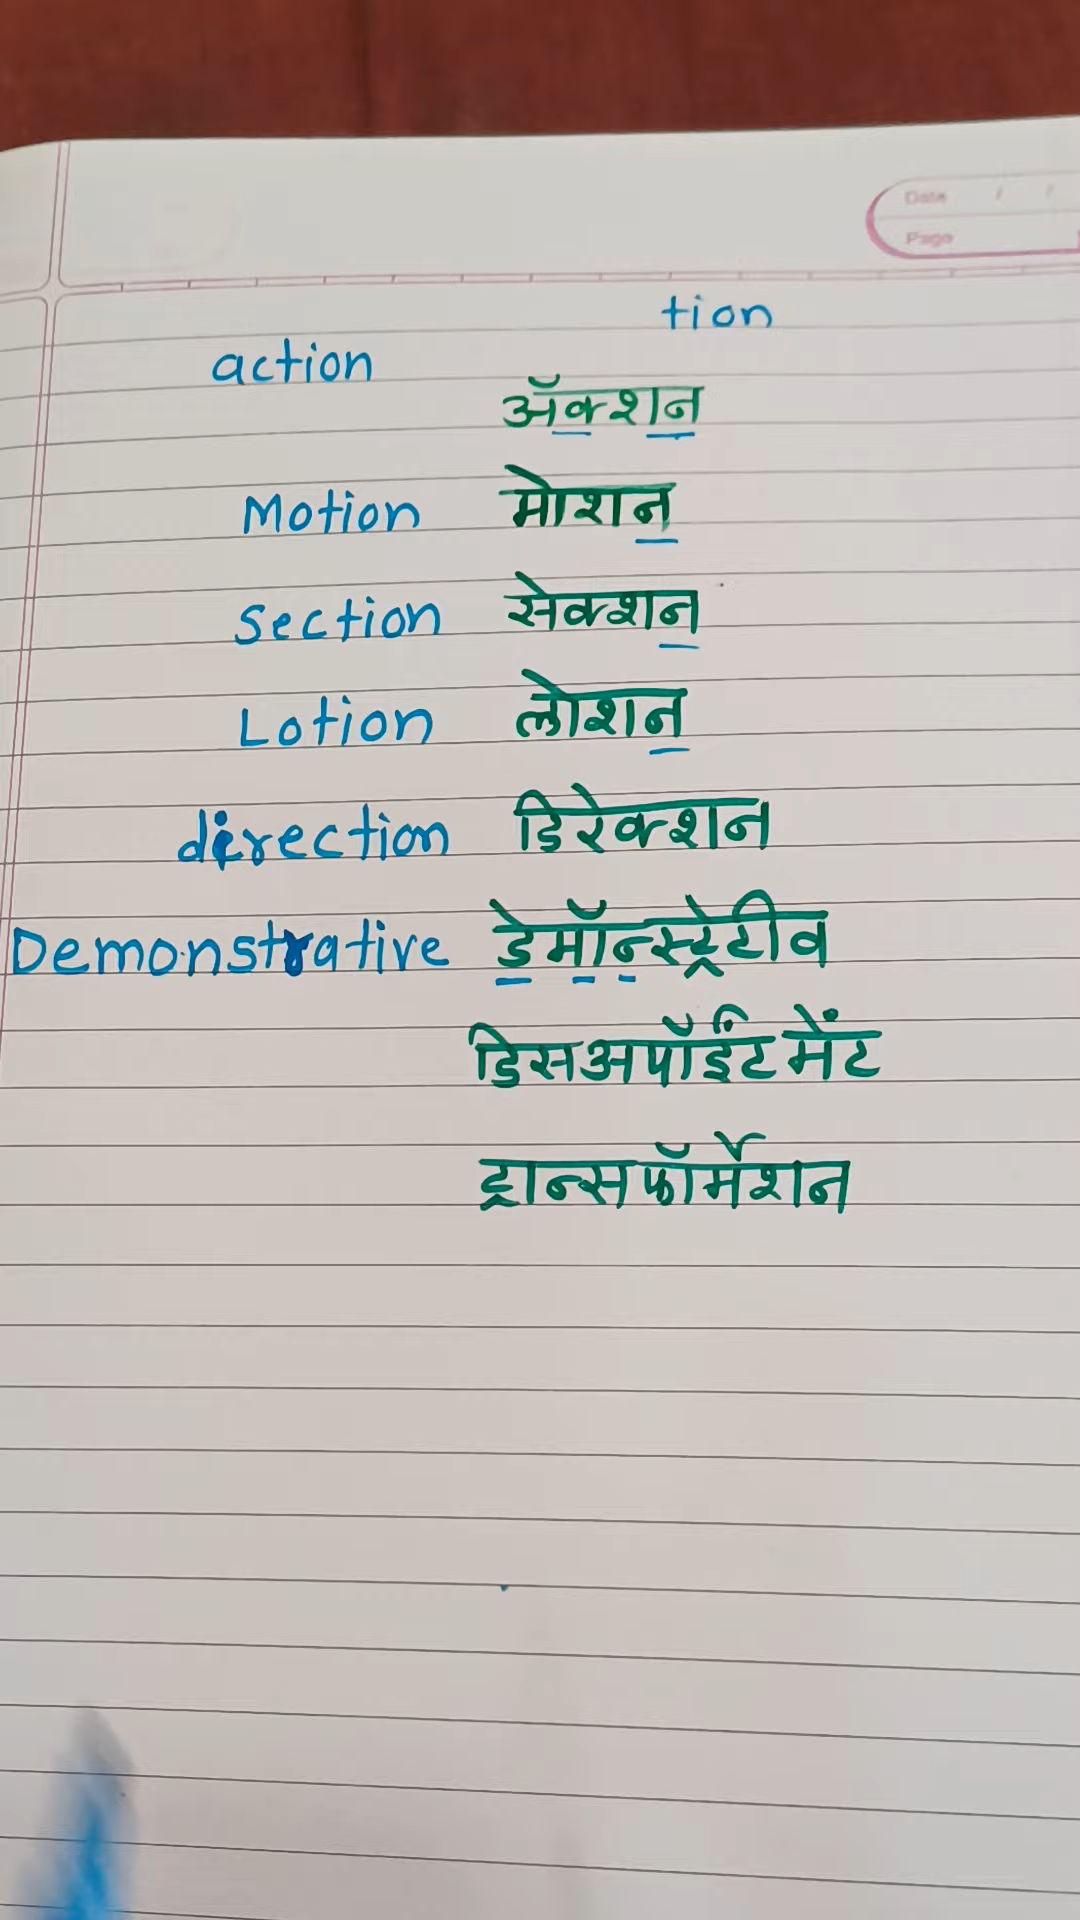 Date / /
Page
tion
action
ॲक्शन
Motion मोशन
Section सेक्शन
Lotion लोशन
direction डिरेक्शन
Demonstrative डेमॉन्स्ट्रेटीव
डिसअपॉईंटमेंट
ट्रान्सफॉर्मेशन